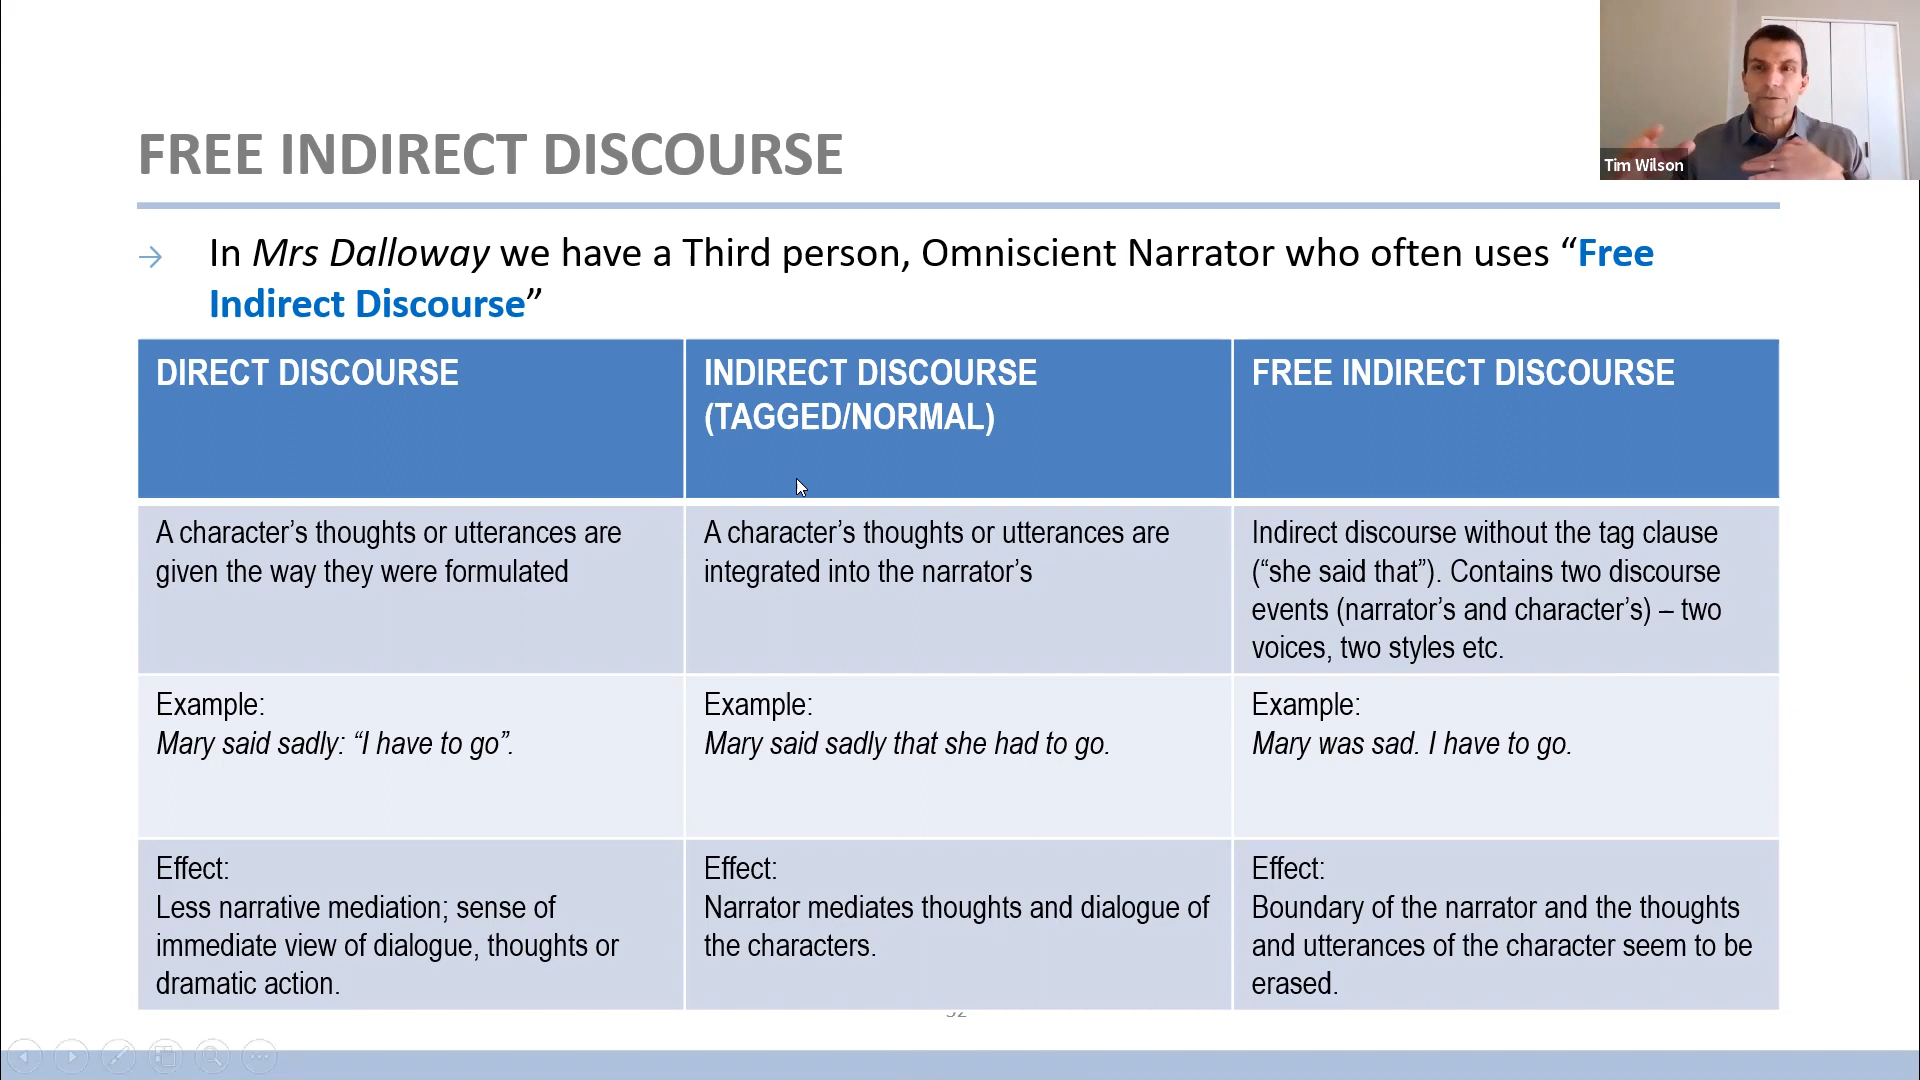 Tim Wilson
FREE INDIRECT DISCOURSE
In Mrs Dalloway we have a Third person, Omniscient Narrator who often uses “Free
Indirect Discourse”
DIRECT DISCOURSE
INDIRECT DISCOURSE
(TAGGED/NORMAL)
FREE INDIRECT DISCOURSE
A character’s thoughts or utterances are
given the way they were formulated
A character’s thoughts or utterances are
integrated into the narrator’s
Indirect discourse without the tag clause
(“she said that”). Contains two discourse
events (narrator’s and character’s) – two
voices, two styles etc.
Example:
Mary said sadly: “I have to go”.
Example:
Mary said sadly that she had to go.
Example:
Mary was sad. I have to go.
Effect:
Less narrative mediation; sense of
immediate view of dialogue, thoughts or
dramatic action.
Effect:
Narrator mediates thoughts and dialogue of
the characters.
Effect:
Boundary of the narrator and the thoughts
and utterances of the character seem to be
erased.